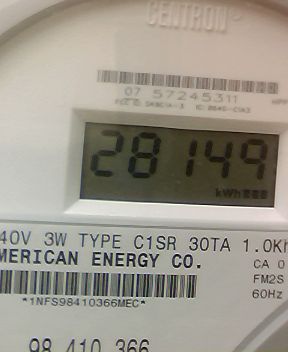 CENTRON®
07 57245311
28149
kWh
40V 3W TYPE C1SR 30TA 1.0Kh
MERICAN ENERGY CO.
CA 0
FM2S
60Hz
*1NFS98410366MEC*
98 410 366